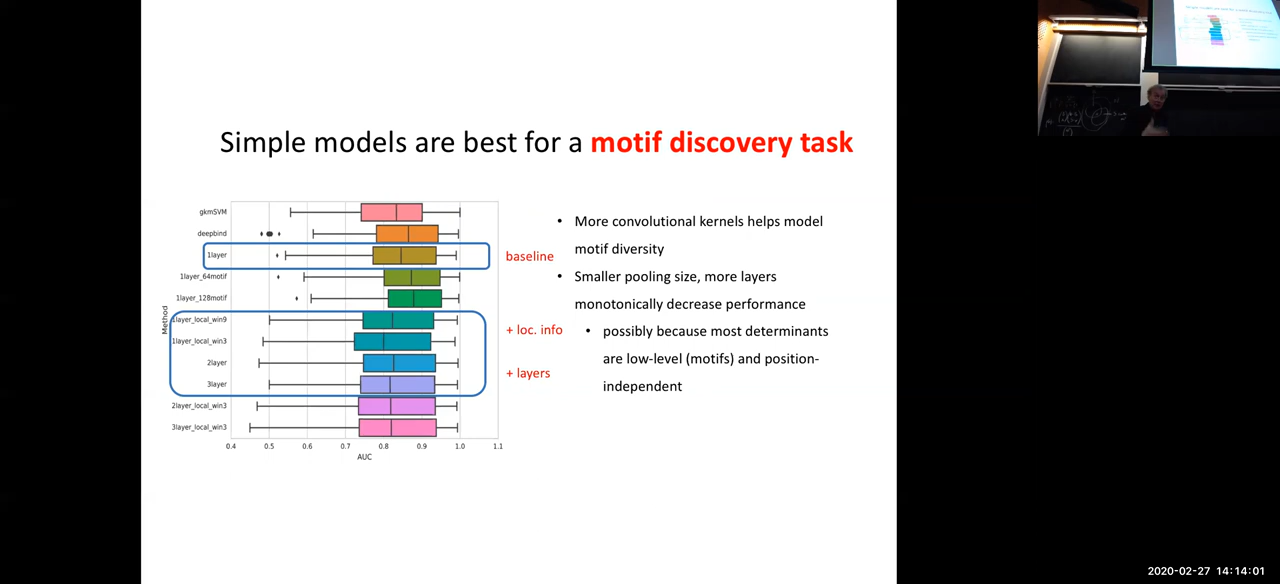 Simple models are best for a motif discovery task
gkmSVM
deepbind
1layer
1layer_64motif
1layer_128motif
1layer_local_win9
1layer_local_win3
2layer
3layer
2layer_local_win3
3layer_local_win3
Method
0.4 0.5 0.6 0.7 0.8 0.9 1.0 1.1
AUC
baseline
+ loc. info
+ layers
• More convolutional kernels helps model
motif diversity
• Smaller pooling size, more layers
monotonically decrease performance
• possibly because most determinants
are low-level (motifs) and position-
independent
2020-02-27 14:14:01